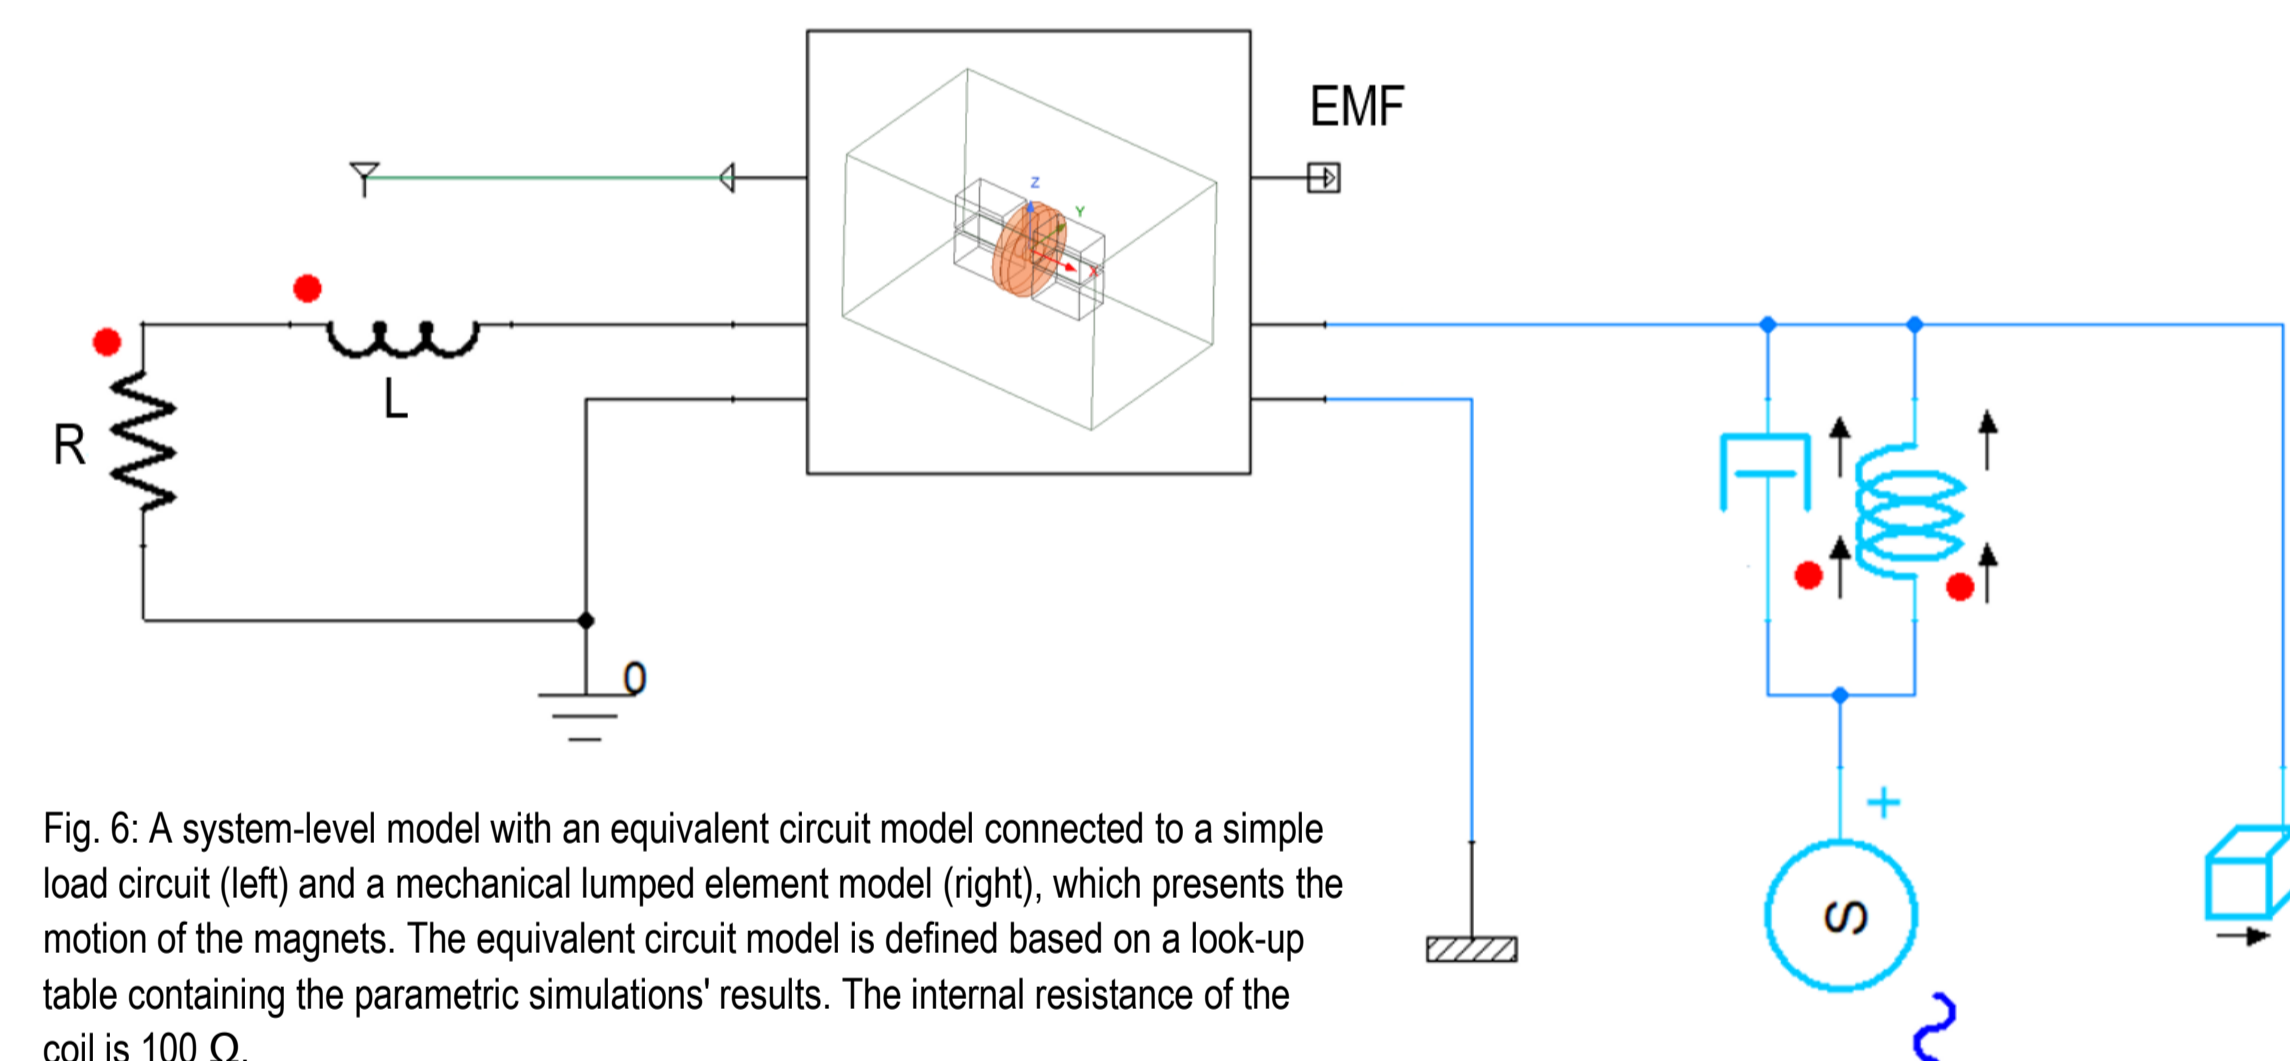 EMF
Z
Y
X
L
R
0
S
Fig. 6: A system-level model with an equivalent circuit model connected to a simple
load circuit (left) and a mechanical lumped element model (right), which presents the
motion of the magnets. The equivalent circuit model is defined based on a look-up
table containing the parametric simulations' results. The internal resistance of the
coil is 100 Ω.